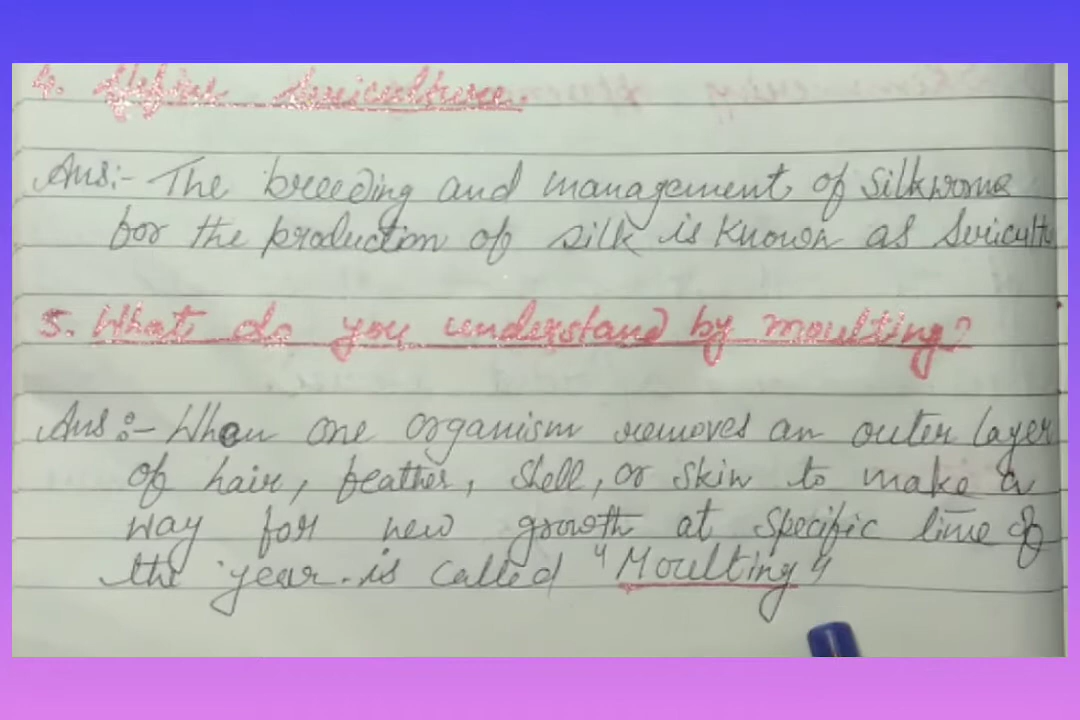 4. Define Sericulture.
Ans:- The breeding and management of Silkworms
for the production of silk is known as Sericultu
5. What do you understand by moulting?
Ans:- When one organism removes an outer layer
of hair, feather, shell, or skin to make a
way for new growth at specific time of
the year. is called "Moulting"